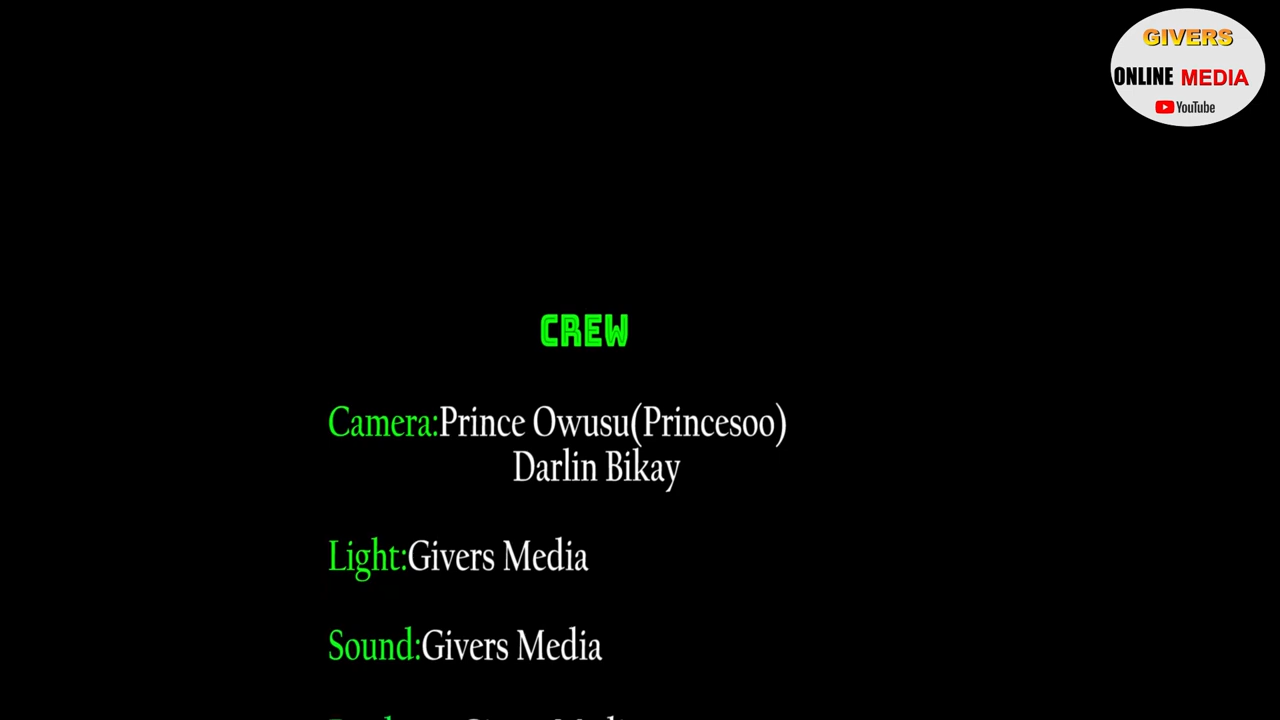 GIVERS
ONLINE MEDIA
YouTube
CREW
Camera:Prince Owusu(Princesoo)
Darlin Bikay
Light:Givers Media
Sound:Givers Media